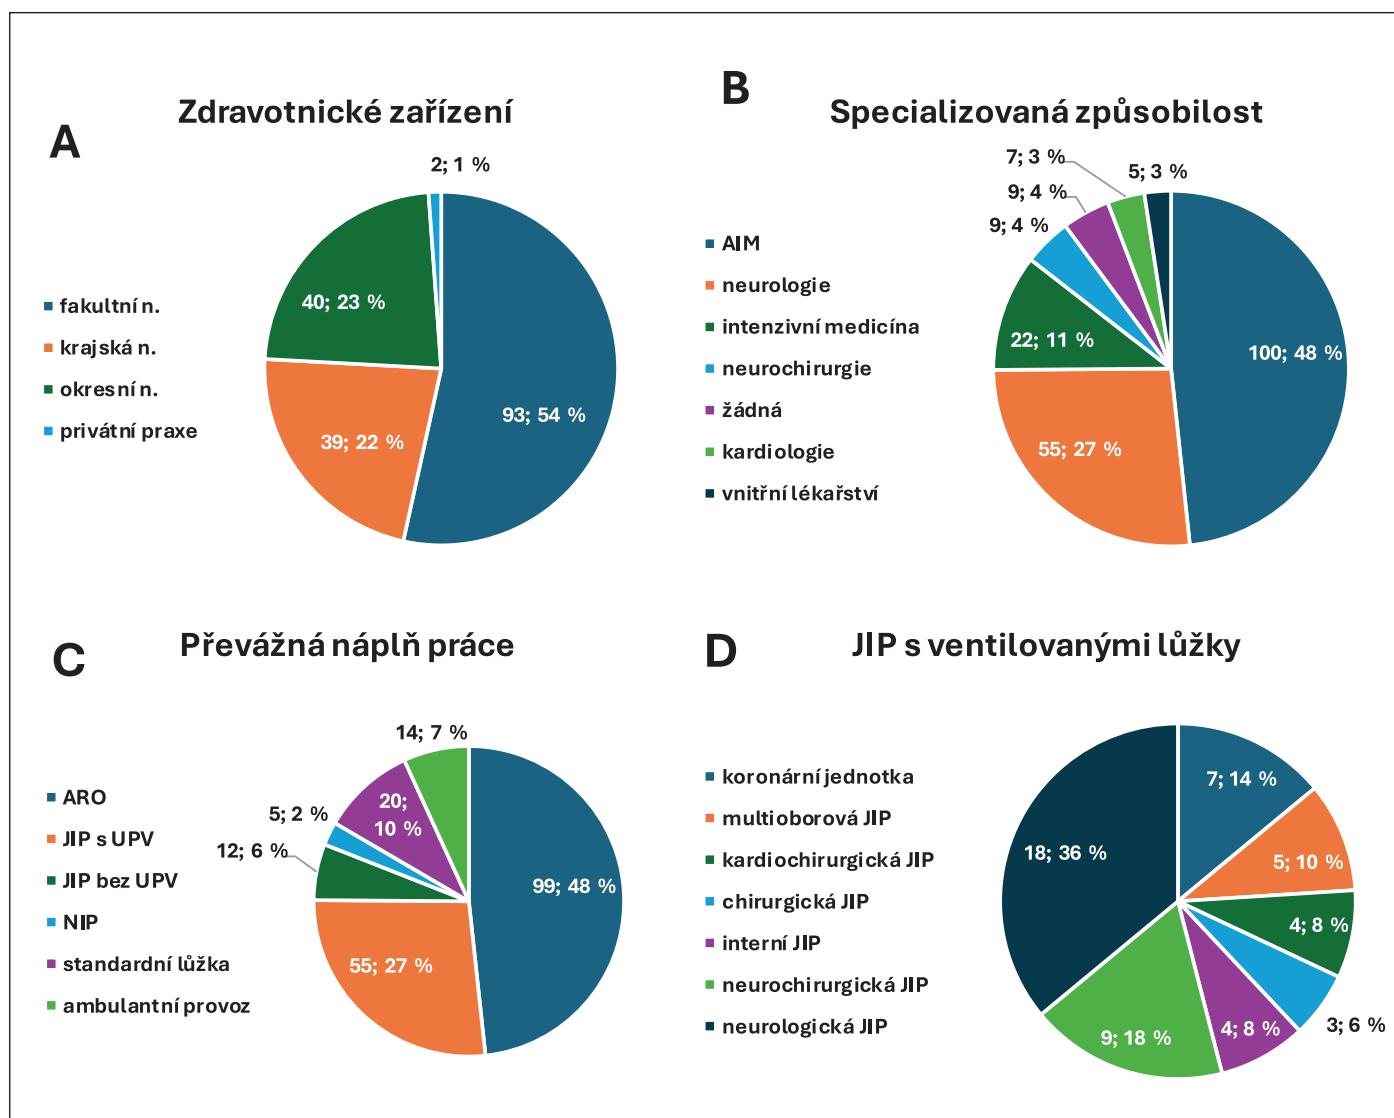 A
Zdravotnické zařízení
2; 1 %
fakultní n.
krajská n.
okresní n.
privátní praxe
40; 23 %
39; 22 %
93; 54 %
B
Specializovaná způsobilost
7; 3 %
5; 3 %
9; 4 %
9; 4 %
AIM
neurologie
intenzivní medicína
neurochirurgie
žádná
kardiologie
vnitřní lékařství
22; 11 %
100; 48 %
55; 27 %
C
Převážná náplň práce
14; 7 %
ARO
JIP s UPV
JIP bez UPV
NIP
standardní lůžka
ambulantní provoz
20;
10 %
5; 2 %
12; 6 %
99; 48 %
55; 27 %
D
JIP s ventilovanými lůžky
koronární jednotka
multioborová JIP
kardiochirurgická JIP
chirurgická JIP
interní JIP
neurochirurgická JIP
neurologická JIP
7; 14 %
18; 36 %
5; 10 %
4; 8 %
3; 6 %
4; 8 %
9; 18 %